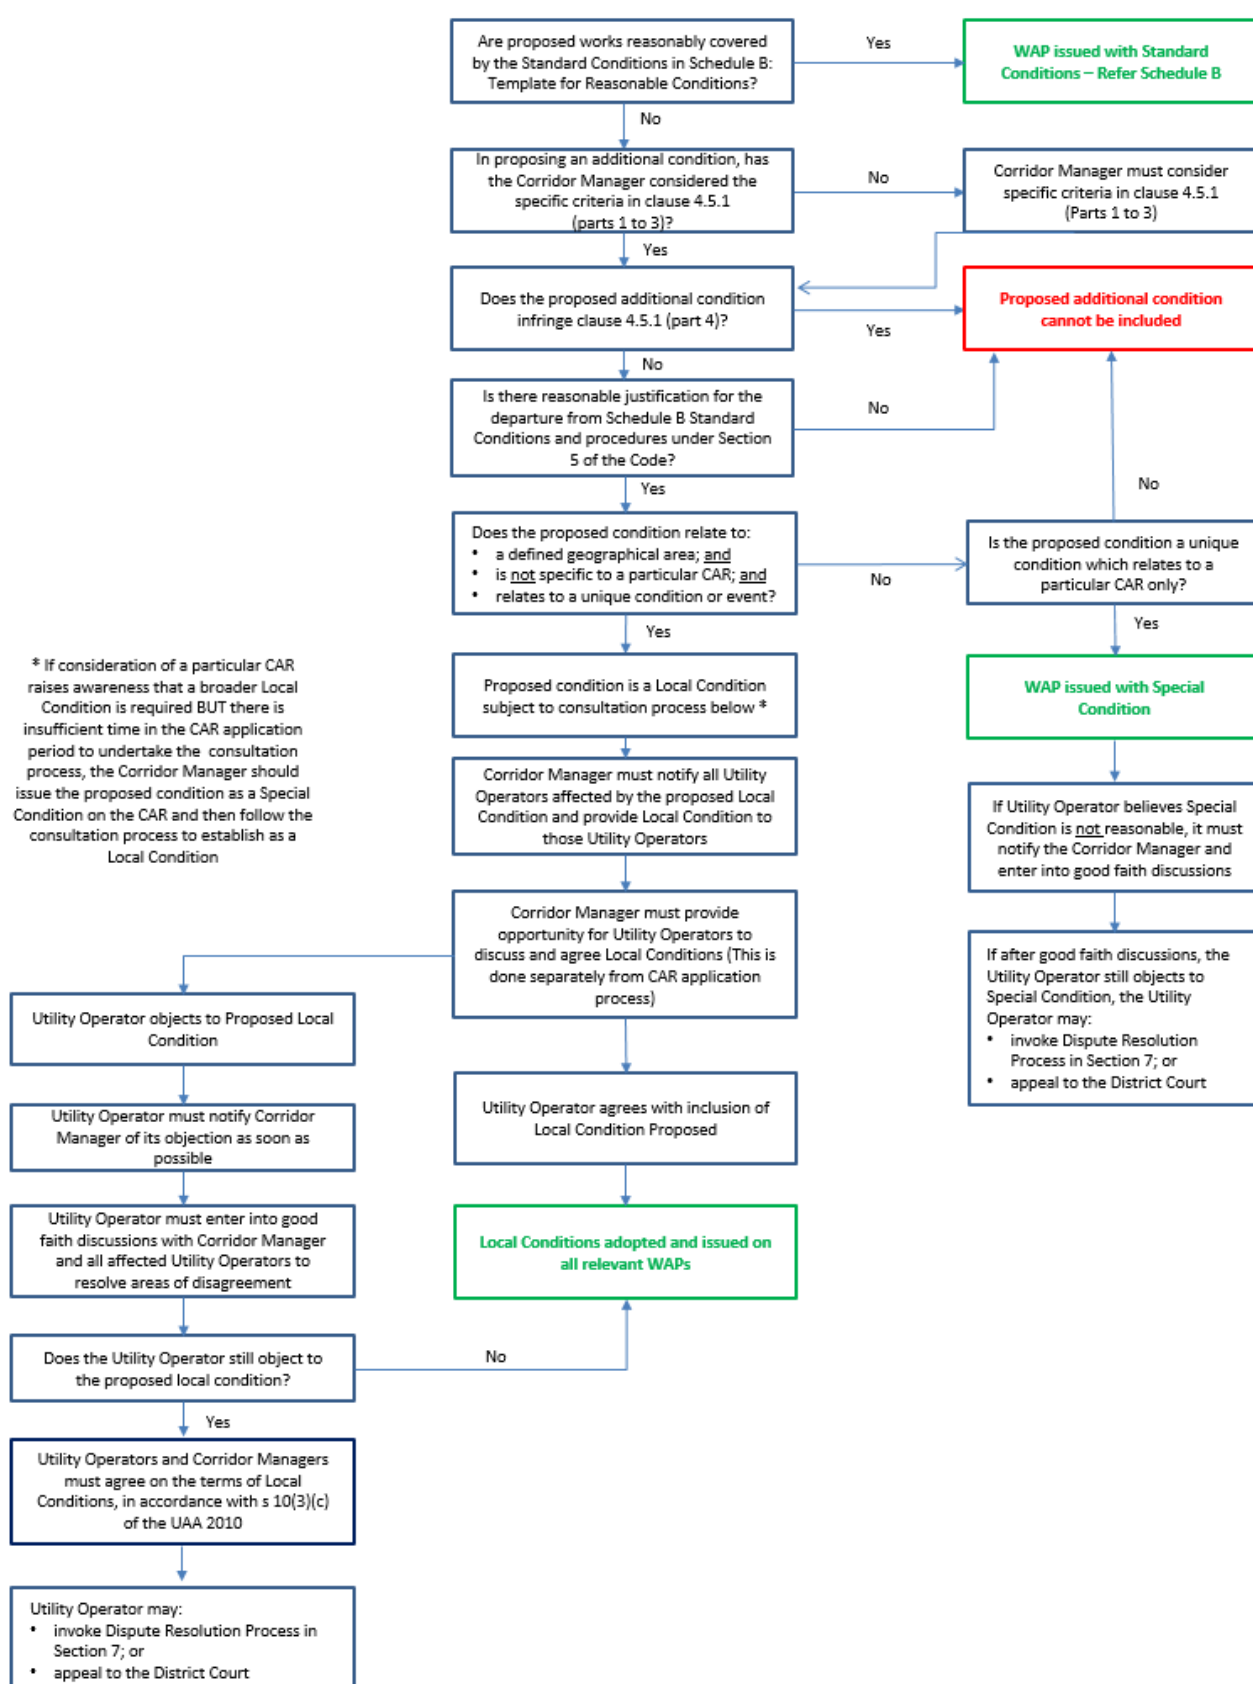 Are proposed works reasonably covered
by the Standard Conditions in Schedule B:
Template for Reasonable Conditions?
Yes
WAP issued with Standard
Conditions – Refer Schedule B
No
In proposing an additional condition, has
the Corridor Manager considered the
specific criteria in clause 4.5.1
(parts 1 to 3)?
No
Corridor Manager must consider
specific criteria in clause 4.5.1
(Parts 1 to 3)
Yes
Does the proposed additional condition
infringe clause 4.5.1 (part 4)?
Yes
Proposed additional condition
cannot be included
No
Is there reasonable justification for the
departure from Schedule B Standard
Conditions and procedures under Section
5 of the Code?
No
Yes
No
Does the proposed condition relate to:
• a defined geographical area; and
• is not specific to a particular CAR; and
• relates to a unique condition or event?
No
Is the proposed condition a unique
condition which relates to a
particular CAR only?
Yes
Yes
* If consideration of a particular CAR
raises awareness that a broader Local
Condition is required BUT there is
insufficient time in the CAR application
period to undertake the consultation
process, the Corridor Manager should
issue the proposed condition as a Special
Condition on the CAR and then follow the
consultation process to establish as a
Local Condition
Proposed condition is a Local Condition
subject to consultation process below *
WAP issued with Special
Condition
Corridor Manager must notify all Utility
Operators affected by the proposed Local
Condition and provide Local Condition to
those Utility Operators
If Utility Operator believes Special
Condition is not reasonable, it must
notify the Corridor Manager and
enter into good faith discussions
Corridor Manager must provide
opportunity for Utility Operators to
discuss and agree Local Conditions (This is
done separately from CAR application
process)
If after good faith discussions, the
Utility Operator still objects to
Special Condition, the Utility
Operator may:
• invoke Dispute Resolution
Process in Section 7; or
• appeal to the District Court
Utility Operator objects to Proposed Local
Condition
Utility Operator must notify Corridor
Manager of its objection as soon as
possible
Utility Operator agrees with inclusion of
Local Condition Proposed
Utility Operator must enter into good
faith discussions with Corridor Manager
and all affected Utility Operators to
resolve areas of disagreement
Local Conditions adopted and issued on
all relevant WAPs
Does the Utility Operator still object to
the proposed local condition?
No
Yes
Utility Operators and Corridor Managers
must agree on the terms of Local
Conditions, in accordance with s 10(3)(c)
of the UAA 2010
Utility Operator may:
• invoke Dispute Resolution Process in
Section 7; or
• appeal to the District Court